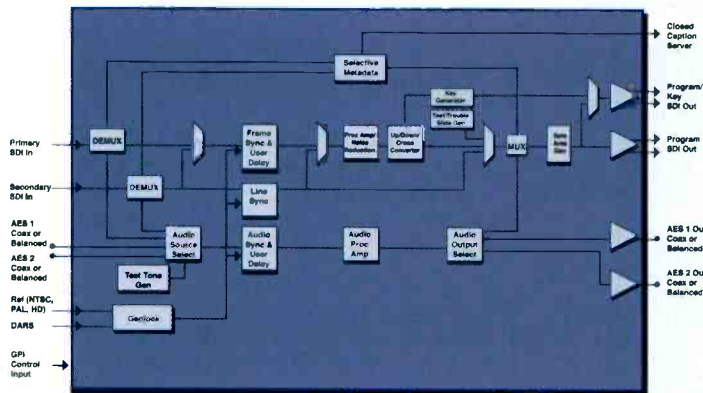 Closed
Caption
Server
Selective
Metadata
Program/
Key
SDI Out
Key
Generator
Test/Trouble
Slide Gen
Primary
SDI In
DEMUX
Frame
Sync &
User
Delay
Proc Amp/
Noise
Reduction
Up/Down/
Cross
Converter
MUX
Program
SDI Out
Secondary
SDI In
DEMUX
Line
Sync
AES 1
Coax or
Balanced
AES 2
Coax or
Balanced
Audio
Source
Select
Audio
Sync &
User
Delay
Audio
Proc
Amp
Audio
Output
Select
AES 1 Out
Coax or
Balanced
Test Tone
Gen
AES 2 Out
Coax or
Balanced
Ref (NTSC,
PAL, HD)
DARS
Genlock
GPI
Control
Input